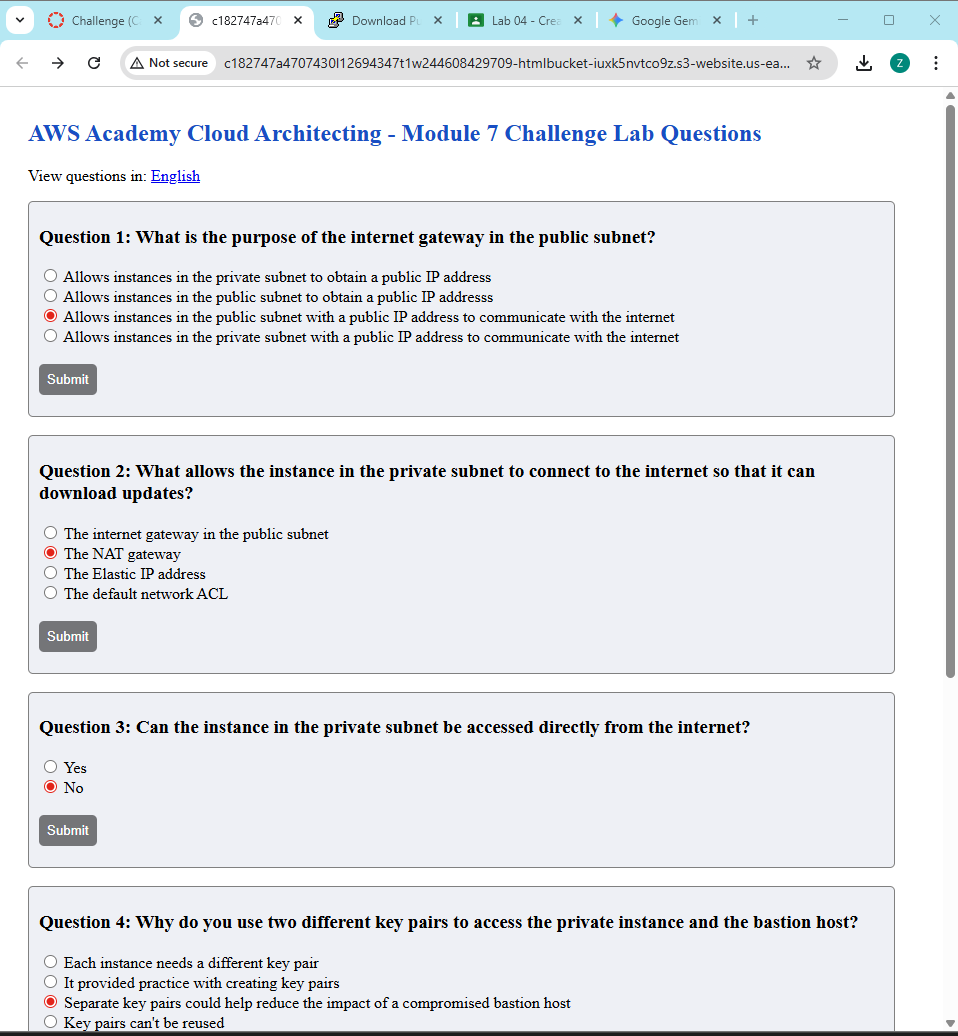 Challenge (C
c182747a470
Download Pu
Lab 04 - Crea
Google Gem
Not secure
c182747a4707430l12694347t1w244608429709-htmlbucket-iuxk5nvtco9z.s3-website.us-ea...
Z
AWS Academy Cloud Architecting - Module 7 Challenge Lab Questions
View questions in: English
Question 1: What is the purpose of the internet gateway in the public subnet?
Allows instances in the private subnet to obtain a public IP address
Allows instances in the public subnet to obtain a public IP addresss
Allows instances in the public subnet with a public IP address to communicate with the internet
Allows instances in the private subnet with a public IP address to communicate with the internet
Submit
Question 2: What allows the instance in the private subnet to connect to the internet so that it can
download updates?
The internet gateway in the public subnet
The NAT gateway
The Elastic IP address
The default network ACL
Submit
Question 3: Can the instance in the private subnet be accessed directly from the internet?
Yes
No
Submit
Question 4: Why do you use two different key pairs to access the private instance and the bastion host?
Each instance needs a different key pair
It provided practice with creating key pairs
Separate key pairs could help reduce the impact of a compromised bastion host
Key pairs can't be reused